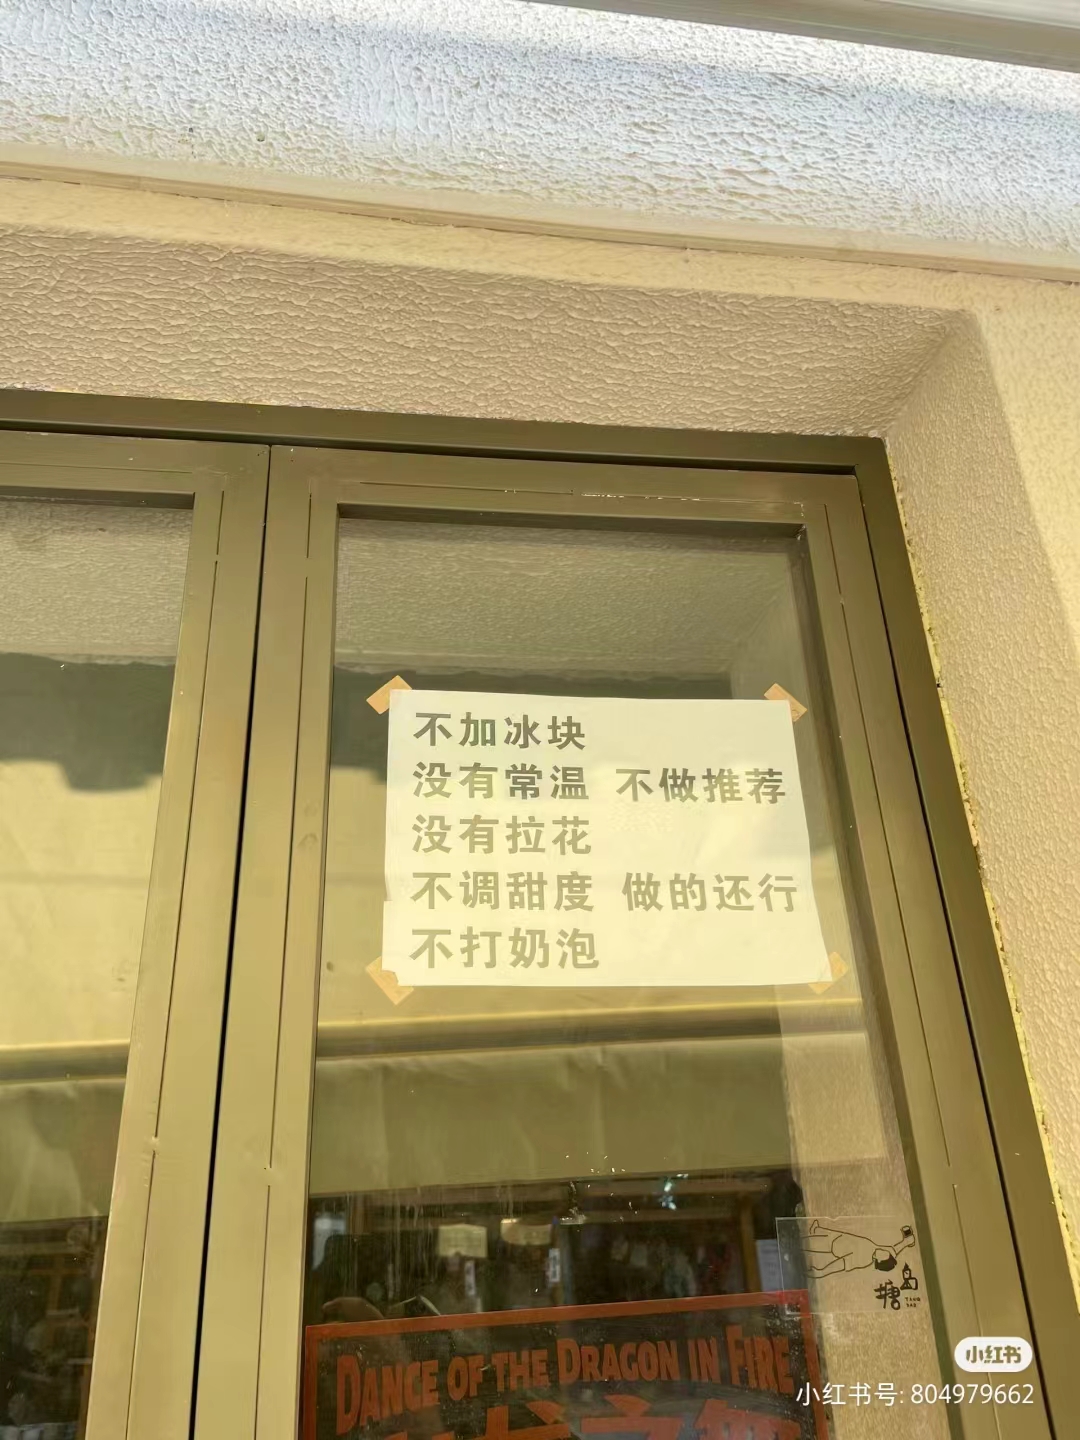 不加冰块
没有常温 不做推荐
没有拉花
不调甜度 做的还行
不打奶泡
DANCE OF THE DRAGON IN FIRE
小红书
小红书号: 804979662